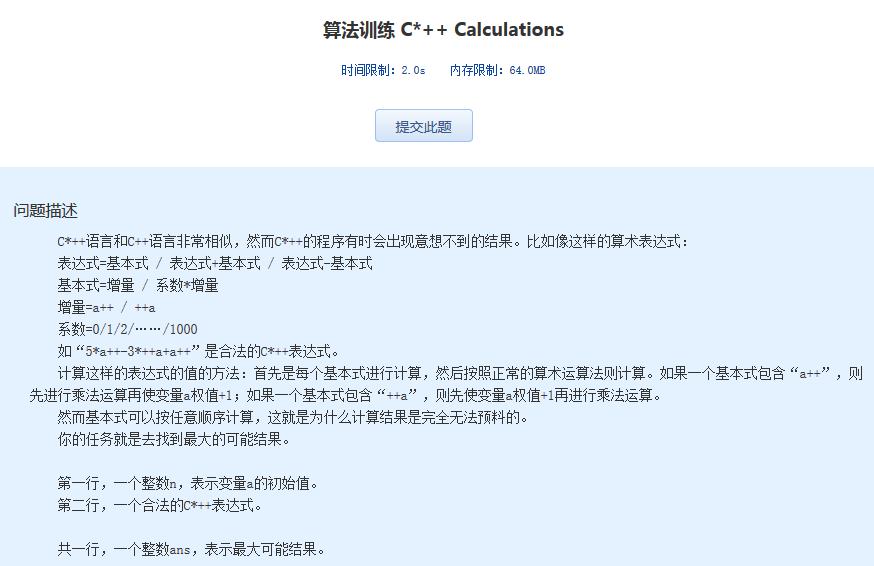 算法训练 C*++ Calculations
时间限制：2.0s 内存限制：64.0MB
提交此题
问题描述
C*++语言和C++语言非常相似，然而C*++的程序有时会出现意想不到的结果。比如像这样的算术表达式：
表达式=基本式 / 表达式+基本式 / 表达式-基本式
基本式=增量 / 系数*增量
增量=a++ / ++a
系数=0/1/2/……/1000
如“5*a++-3*++a+a++”是合法的C*++表达式。
计算这样的表达式的值的方法：首先是每个基本式进行计算，然后按照正常的算术运算法则计算。如果一个基本式包含“a++”，则
先进行乘法运算再使变量a权值+1；如果一个基本式包含“++a”，则先使变量a权值+1再进行乘法运算。
然而基本式可以按任意顺序计算，这就是为什么计算结果是完全无法预料的。
你的任务就是去找到最大的可能结果。
第一行，一个整数n，表示变量a的初始值。
第二行，一个合法的C*++表达式。
共一行，一个整数ans，表示最大可能结果。